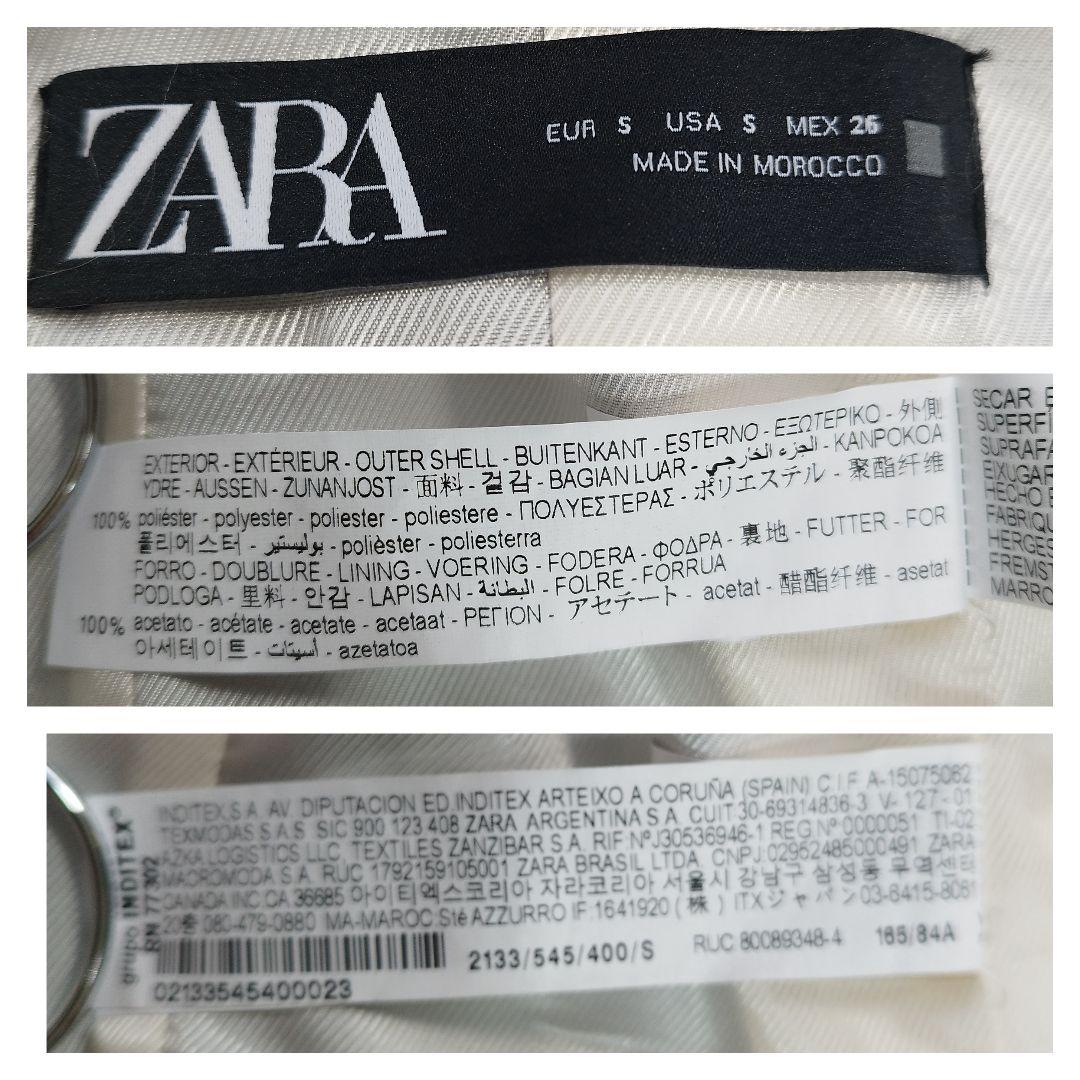 ZARA
EUR S USA S MEX 26
MADE IN MOROCCO
EXTERIOR - EXTÉRIEUR - OUTER SHELL - BUITENKANT - ESTERNO - ΕΞΩΤΕΡΙΚΟ - 外側
YDRE - AUSSEN - ZUNANJOST - 面料 - 겉감 - BAGIAN LUAR - الجزء الخارجي - KANPOKOA
100% poliéster - polyester - poliester - poliestere - ΠΟΛΥΕΣΤΕΡΑΣ - ポリエステル - 聚酯纤维
폴리에스터 - بوليستير - polièster - poliesterra
FORRO - DOUBLURE - LINING - VOERING - FODERA - ΦΟΔΡΑ - 裏地 - FUTTER - FOR
PODLOGA - 里料 - 안감 - LAPISAN - البطانة - FOLRE - FORRUA
100% acetato - acétate - acetate - acetaat - ΡΕΓΙΟΝ - アセテート - acetat - 醋酯纤维 - asetat
아세테이트 - أسيتات - azetatoa
SECAR E
SUPERFÍ
SUPRAFA
EIXUGAR
HECHO E
FABRIQU
HERGES
FREMST
MARRO
grupo INDITEX®
RN 77302
INDITEX,S.A. AV. DIPUTACION ED.INDITEX ARTEIXO A CORUÑA (SPAIN) C.I.F. A-15075062
TEXMODAS S.A.S. SIC 900 123 408 ZARA ARGENTINA S.A. CUIT 30-69314836-3 V-127-01
AZKA LOGISTICS LLC, TEXTILES ZANZIBAR S.A. RIF NºJ30536946-1 REG.Nº0000051 TI-02
MACROMODA S.A. RUC 1792159105001 ZARA BRASIL LTDA. CNPJ:02952485000491 ZARA
CANADA INC.CA 36685 아이티엑스코리아 자라코리아 서울시 강남구 삼성동 무역센터
20층 080-479-0880 MA-MAROC Sté AZZURRO IF:1641920 (株) ITXジャパン03-6415-8061
2133/545/400/S RUC 80089348-4 165/84A
02133545400023